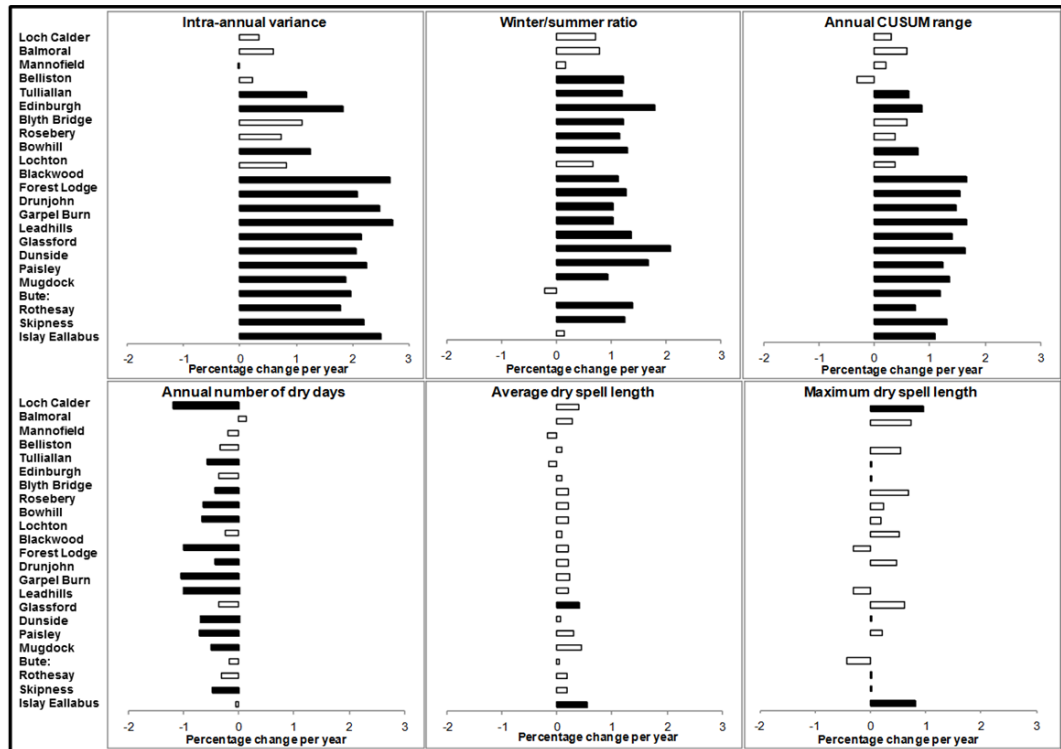 Intra-annual variance
Winter/summer ratio
Annual CUSUM range
Loch Calder
Balmoral
Mannofield
Belliston
Tulliallan
Edinburgh
Blyth Bridge
Rosebery
Bowhill
Lochton
Blackwood
Forest Lodge
Drunjohn
Garpel Burn
Leadhills
Glassford
Dunside
Paisley
Mugdock
Bute:
Rothesay
Skipness
Islay Eallabus
-2 -1 0 1 2 3
Percentage change per year
-2 -1 0 1 2 3
Percentage change per year
-2 -1 0 1 2 3
Percentage change per year
Annual number of dry days
Average dry spell length
Maximum dry spell length
Loch Calder
Balmoral
Mannofield
Belliston
Tulliallan
Edinburgh
Blyth Bridge
Rosebery
Bowhill
Lochton
Blackwood
Forest Lodge
Drunjohn
Garpel Burn
Leadhills
Glassford
Dunside
Paisley
Mugdock
Bute:
Rothesay
Skipness
Islay Eallabus
-2 -1 0 1 2 3
Percentage change per year
-2 -1 0 1 2 3
Percentage change per year
-2 -1 0 1 2 3
Percentage change per year